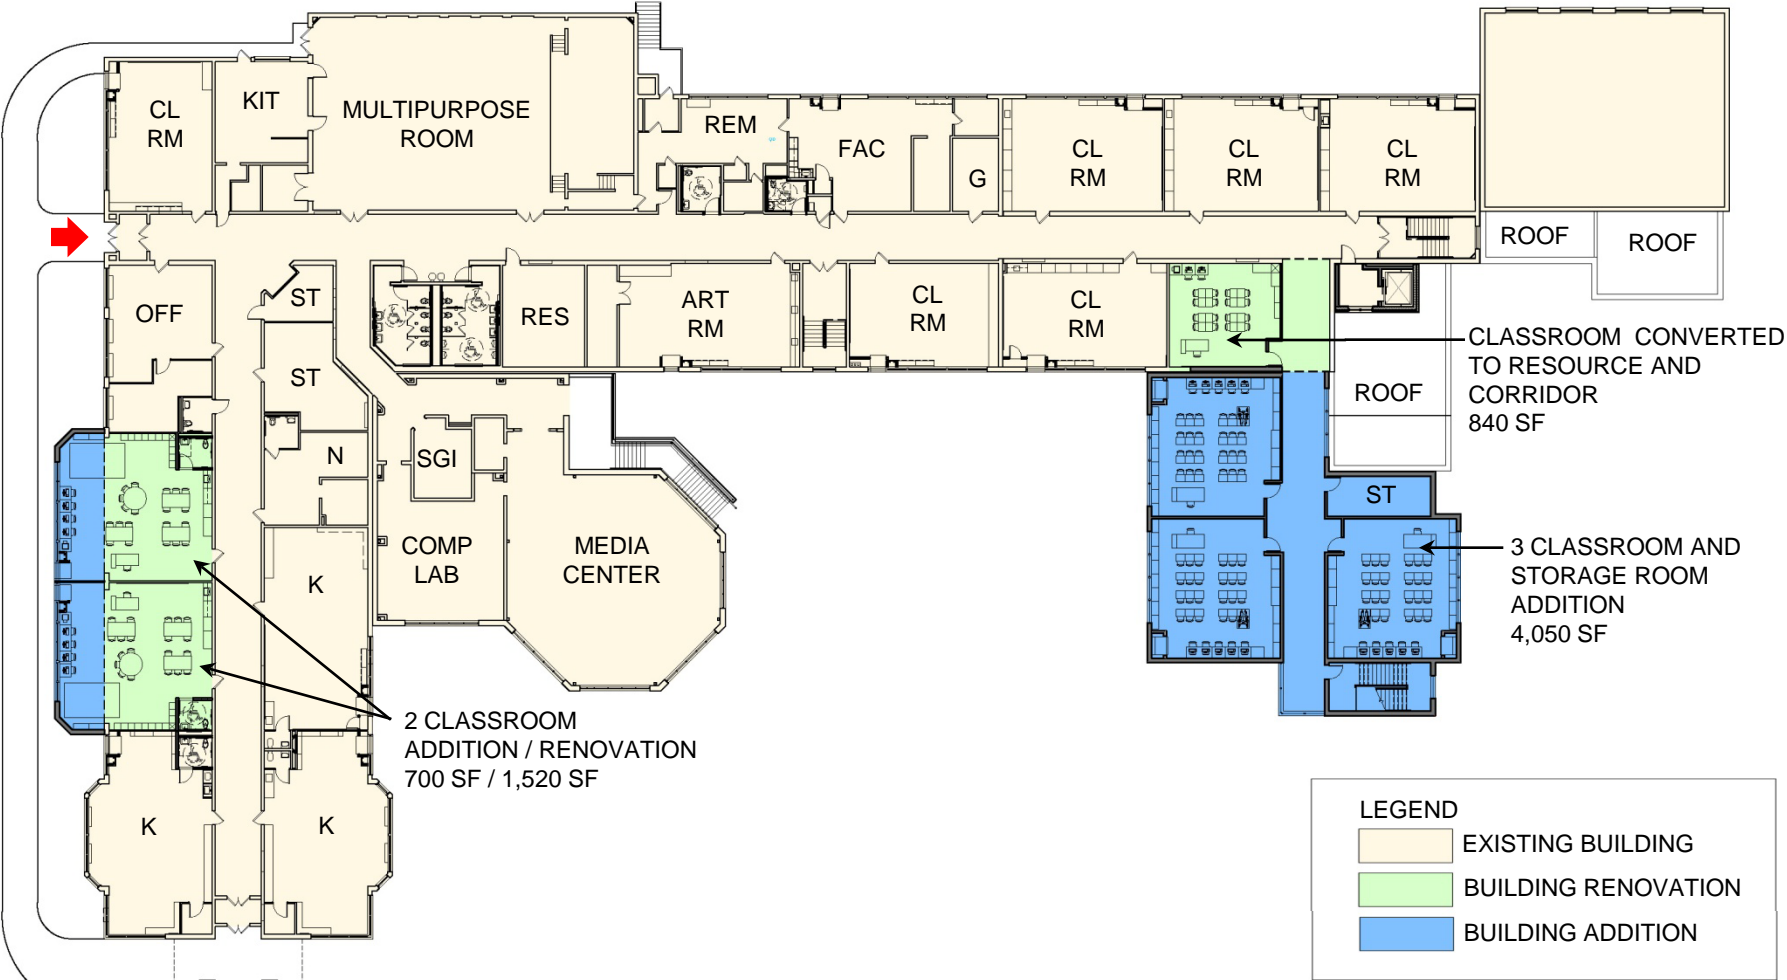 CL
RM
KIT
MULTIPURPOSE
ROOM
REM
FAC
G
CL
RM
CL
RM
CL
RM
ROOF
ROOF
OFF
ST
RES
ART
RM
CL
RM
CL
RM
CLASSROOM CONVERTED
TO RESOURCE AND
CORRIDOR
840 SF
ST
ROOF
N
SGI
ST
COMP
LAB
MEDIA
CENTER
K
3 CLASSROOM AND
STORAGE ROOM
ADDITION
4,050 SF
2 CLASSROOM
ADDITION / RENOVATION
700 SF / 1,520 SF
K
K
LEGEND
EXISTING BUILDING
BUILDING RENOVATION
BUILDING ADDITION